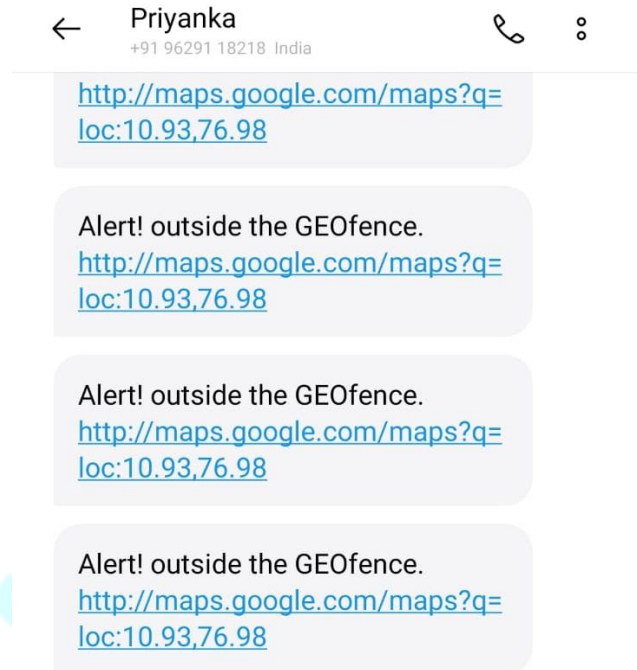 Priyanka
+91 96291 18218 India
http://maps.google.com/maps?q=
loc:10.93,76.98
Alert! outside the GEOfence.
http://maps.google.com/maps?q=
loc:10.93,76.98
Alert! outside the GEOfence.
http://maps.google.com/maps?q=
loc:10.93,76.98
Alert! outside the GEOfence.
http://maps.google.com/maps?q=
loc:10.93,76.98